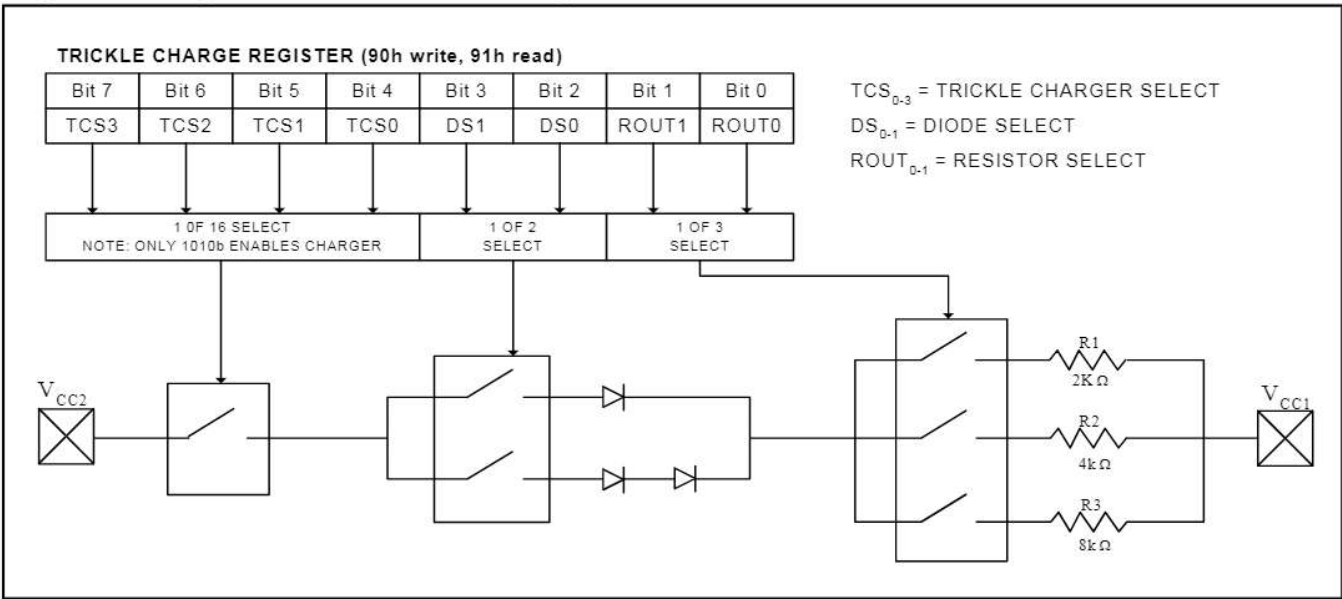 TRICKLE CHARGE REGISTER (90h write, 91h read)
Bit 7 Bit 6 Bit 5 Bit 4 Bit 3 Bit 2 Bit 1 Bit 0
TCS3 TCS2 TCS1 TCS0 DS1 DS0 ROUT1 ROUT0
TCS0-3 = TRICKLE CHARGER SELECT
DS0-1 = DIODE SELECT
ROUT0-1 = RESISTOR SELECT
1 0F 16 SELECT
NOTE: ONLY 1010b ENABLES CHARGER
1 OF 2
SELECT
1 OF 3
SELECT
VCC2
R1
2K Ω
R2
4k Ω
R3
8k Ω
VCC1